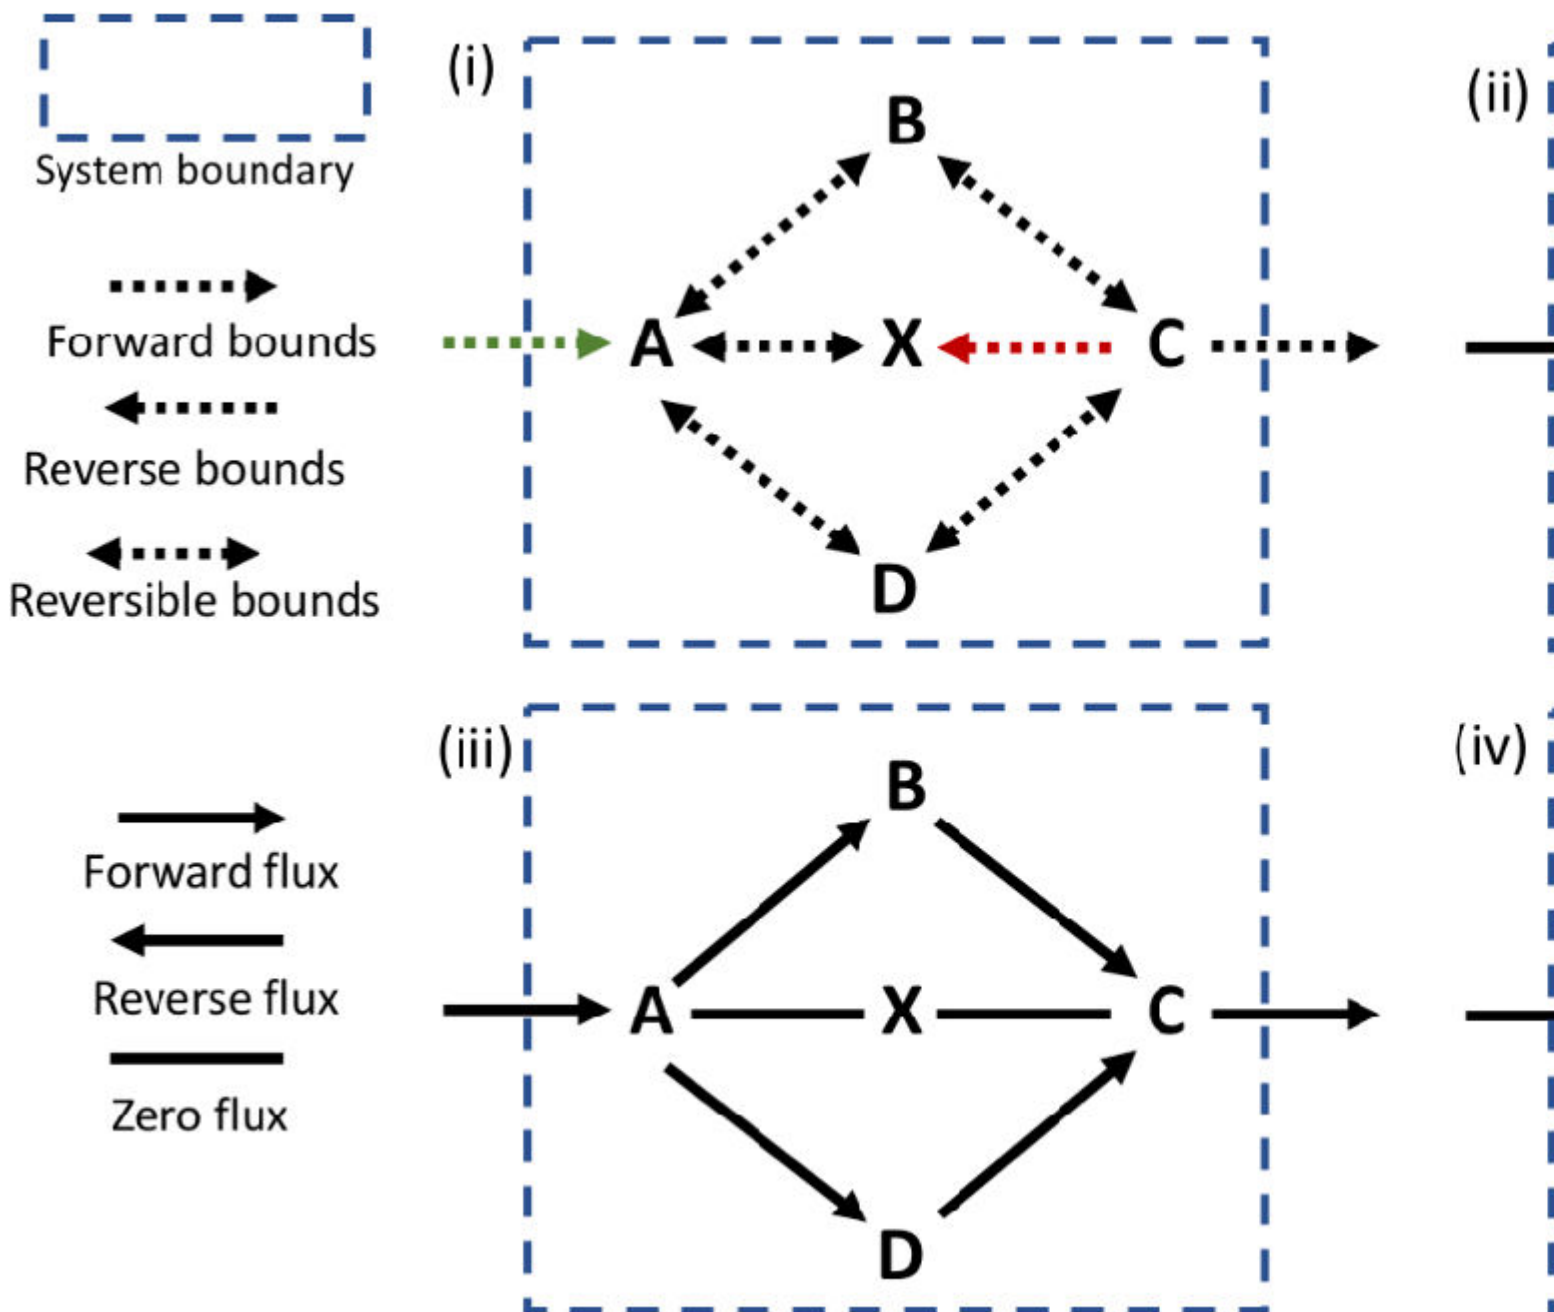 System boundary
Forward bounds
Reverse bounds
Reversible bounds
(i)
B
A
X
C
D
(ii)
Forward flux
Reverse flux
Zero flux
(iii)
B
A
X
C
D
(iv)